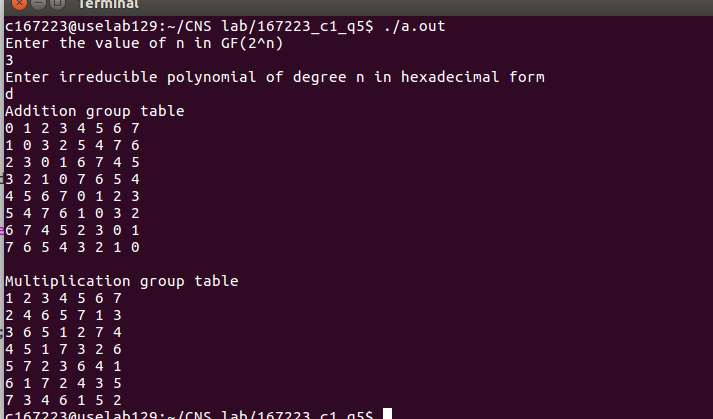 Terminal
c167223@uselab129:~/CNS lab/167223_c1_q5$ ./a.out
Enter the value of n in GF(2^n)
3
Enter irreducible polynomial of degree n in hexadecimal form
d
Addition group table
0 1 2 3 4 5 6 7
1 0 3 2 5 4 7 6
2 3 0 1 6 7 4 5
3 2 1 0 7 6 5 4
4 5 6 7 0 1 2 3
5 4 7 6 1 0 3 2
6 7 4 5 2 3 0 1
7 6 5 4 3 2 1 0
Multiplication group table
1 2 3 4 5 6 7
2 4 6 5 7 1 3
3 6 5 1 2 7 4
4 5 1 7 3 2 6
5 7 2 3 6 4 1
6 1 7 2 4 3 5
7 3 4 6 1 5 2
c167223@uselab129:~/CNS lab/167223_c1_q5$